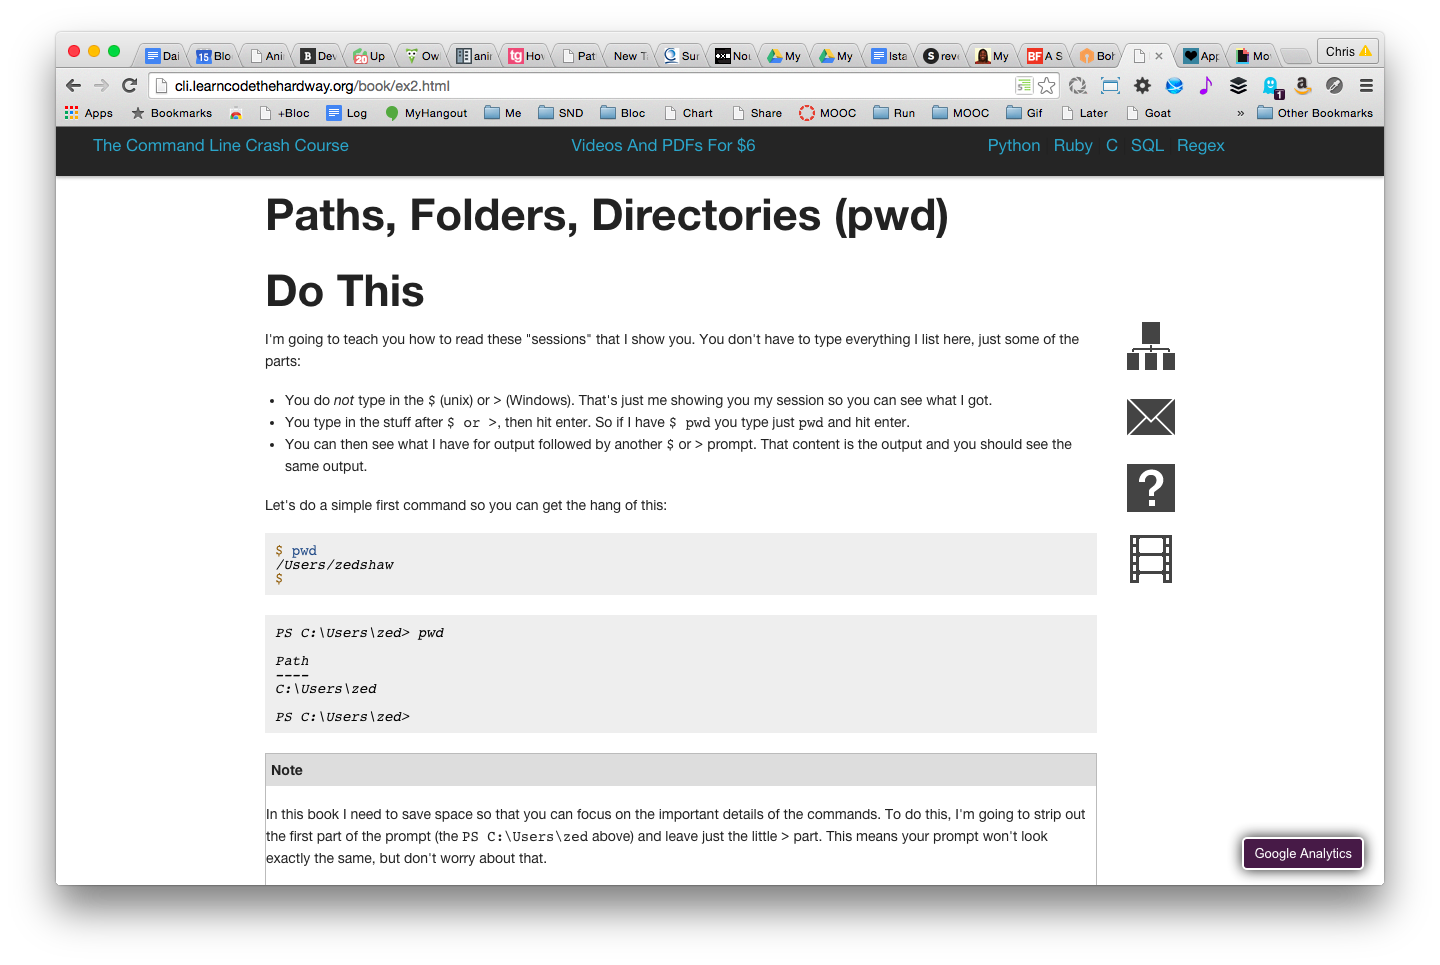 Dai
15 Blo
Ani
B Dev
20 Up
Ow
anir
tg Hov
Pat
New T
Sur
Nou
My
My
Ista
S rev
My
BF A S
Boh
App
Mo
Chris
cli.learncodethehardway.org/book/ex2.html
1
Apps Bookmarks +Bloc Log MyHangout Me SND Bloc Chart Share MOOC Run MOOC Gif Later Goat » Other Bookmarks
The Command Line Crash Course Videos And PDFs For $6 Python Ruby C SQL Regex
Paths, Folders, Directories (pwd)
Do This
I'm going to teach you how to read these "sessions" that I show you. You don't have to type everything I list here, just some of the
parts:
• You do not type in the $ (unix) or > (Windows). That's just me showing you my session so you can see what I got.
• You type in the stuff after $ or >, then hit enter. So if I have $ pwd you type just pwd and hit enter.
• You can then see what I have for output followed by another $ or > prompt. That content is the output and you should see the
same output.
Let's do a simple first command so you can get the hang of this:
$ pwd
/Users/zedshaw
$
PS C:\Users\zed> pwd
Path
----
C:\Users\zed
PS C:\Users\zed>
Note
In this book I need to save space so that you can focus on the important details of the commands. To do this, I'm going to strip out
the first part of the prompt (the PS C:\Users\zed above) and leave just the little > part. This means your prompt won't look
exactly the same, but don't worry about that.
?
Google Analytics